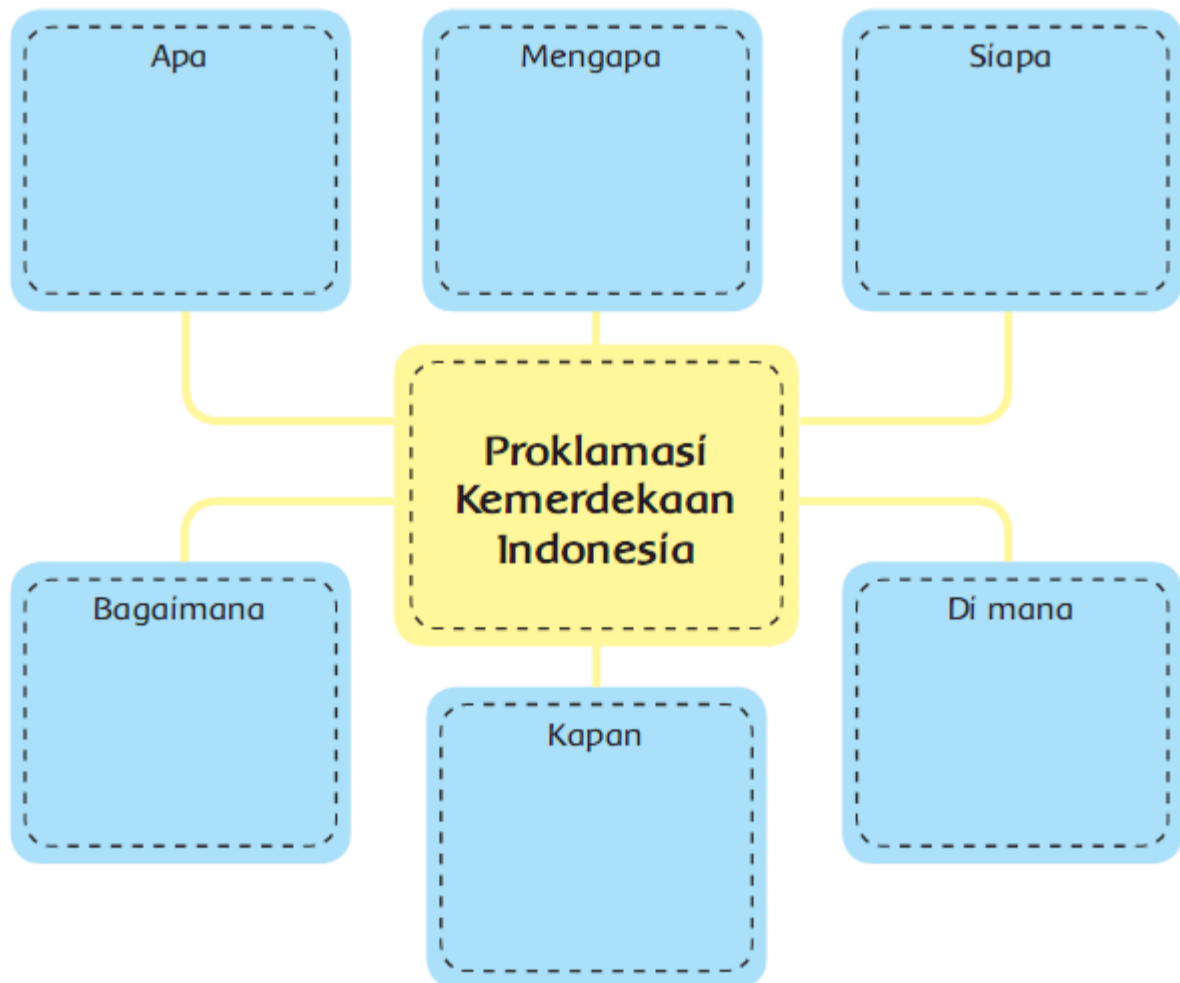 Apa
Mengapa
Siapa
Proklamasi
Kemerdekaan
Indonesia
Bagaimana
Di mana
Kapan